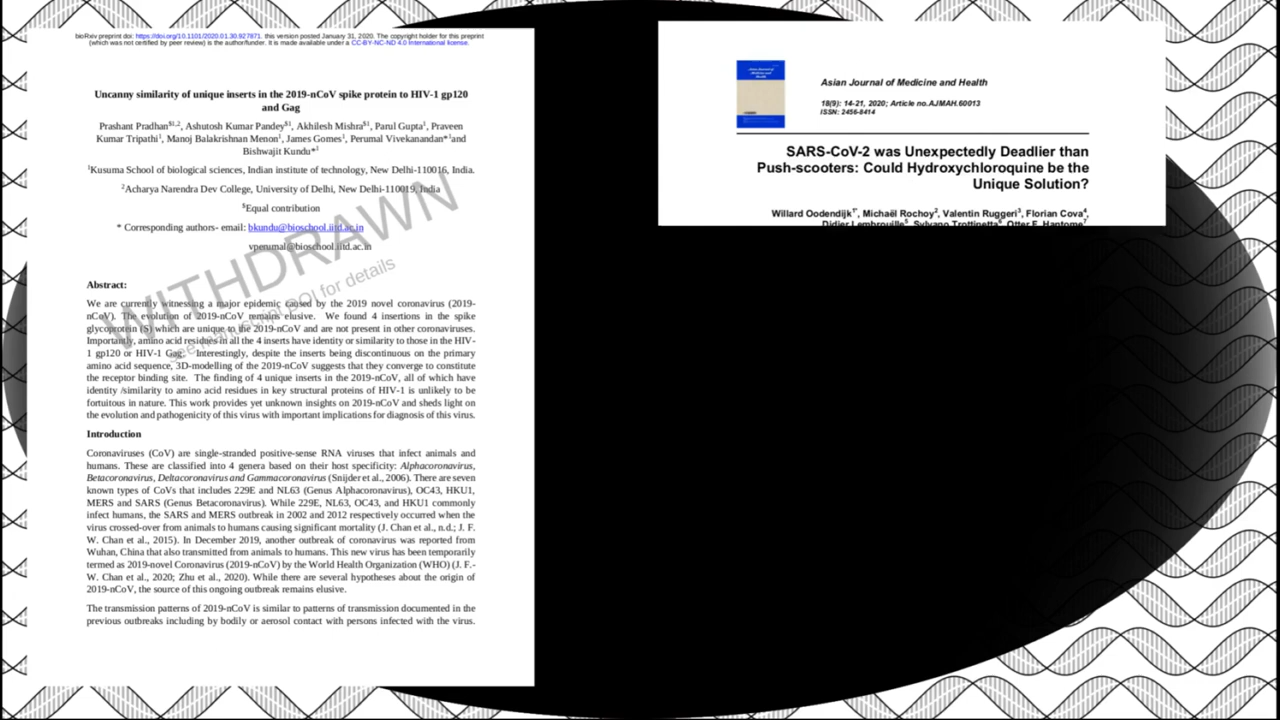 bioRxiv preprint doi: https://doi.org/10.1101/2020.01.30.927871. this version posted January 31, 2020. The copyright holder for this preprint
(which was not certified by peer review) is the author/funder. It is made available under a CC-BY-NC-ND 4.0 International license.
Uncanny similarity of unique inserts in the 2019-nCoV spike protein to HIV-1 gp120
and Gag
Prashant Pradhan$1,2, Ashutosh Kumar Pandey$1, Akhilesh Mishra$1, Parul Gupta1, Praveen
Kumar Tripathi1, Manoj Balakrishnan Menon1, James Gomes1, Perumal Vivekanandan*1and
Bishwajit Kundu*1
1Kusuma School of biological sciences, Indian institute of technology, New Delhi-110016, India.
2Acharya Narendra Dev College, University of Delhi, New Delhi-110019, India
$Equal contribution
* Corresponding authors- email: bkundu@bioschool.iitd.ac.in
vperumal@bioschool.iitd.ac.in
WITHDRAWN
see manuscript DOI for details
Abstract:
We are currently witnessing a major epidemic caused by the 2019 novel coronavirus (2019-
nCoV). The evolution of 2019-nCoV remains elusive. We found 4 insertions in the spike
glycoprotein (S) which are unique to the 2019-nCoV and are not present in other coronaviruses.
Importantly, amino acid residues in all the 4 inserts have identity or similarity to those in the HIV-
1 gp120 or HIV-1 Gag. Interestingly, despite the inserts being discontinuous on the primary
amino acid sequence, 3D-modelling of the 2019-nCoV suggests that they converge to constitute
the receptor binding site. The finding of 4 unique inserts in the 2019-nCoV, all of which have
identity /similarity to amino acid residues in key structural proteins of HIV-1 is unlikely to be
fortuitous in nature. This work provides yet unknown insights on 2019-nCoV and sheds light on
the evolution and pathogenicity of this virus with important implications for diagnosis of this virus.
Introduction
Coronaviruses (CoV) are single-stranded positive-sense RNA viruses that infect animals and
humans. These are classified into 4 genera based on their host specificity: Alphacoronavirus,
Betacoronavirus, Deltacoronavirus and Gammacoronavirus (Snijder et al., 2006). There are seven
known types of CoVs that includes 229E and NL63 (Genus Alphacoronavirus), OC43, HKU1,
MERS and SARS (Genus Betacoronavirus). While 229E, NL63, OC43, and HKU1 commonly
infect humans, the SARS and MERS outbreak in 2002 and 2012 respectively occurred when the
virus crossed-over from animals to humans causing significant mortality (J. Chan et al., n.d.; J. F.
W. Chan et al., 2015). In December 2019, another outbreak of coronavirus was reported from
Wuhan, China that also transmitted from animals to humans. This new virus has been temporarily
termed as 2019-novel Coronavirus (2019-nCoV) by the World Health Organization (WHO) (J. F.-
W. Chan et al., 2020; Zhu et al., 2020). While there are several hypotheses about the origin of
2019-nCoV, the source of this ongoing outbreak remains elusive.
The transmission patterns of 2019-nCoV is similar to patterns of transmission documented in the
previous outbreaks including by bodily or aerosol contact with persons infected with the virus.
Asian Journal of Medicine and Health
18(9): 14-21, 2020; Article no.AJMAH.60013
ISSN: 2456-8414
SARS-CoV-2 was Unexpectedly Deadlier than
Push-scooters: Could Hydroxychloroquine be the
Unique Solution?
Willard Oodendijk1*, Michaël Rochoy2, Valentin Ruggeri3, Florian Cova4,
Didier Lembrouille5, Sylvano Trottinetta6, Otter F. Hantome7,